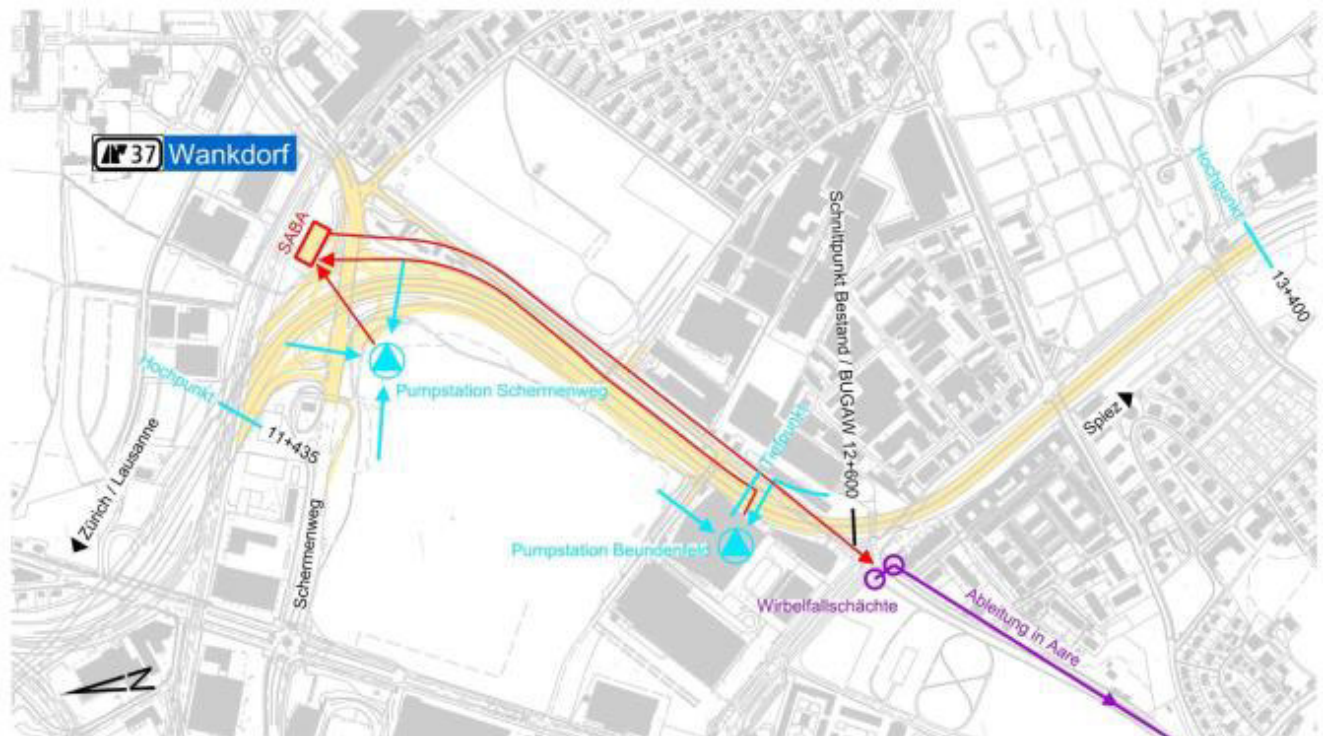 37 Wankdorf
Hochpunkt
13+400
SABA
Schnittpunkt Bestand / BUGAW 12+600
Hochpunkt
11+435
Pumpstation Schermenweg
Spiez
Tiefpunkt
Zürich / Lausanne
Schermenweg
Pumpstation Beundenfeld
Wirbelfallschächte
Ableitung in Aare
N